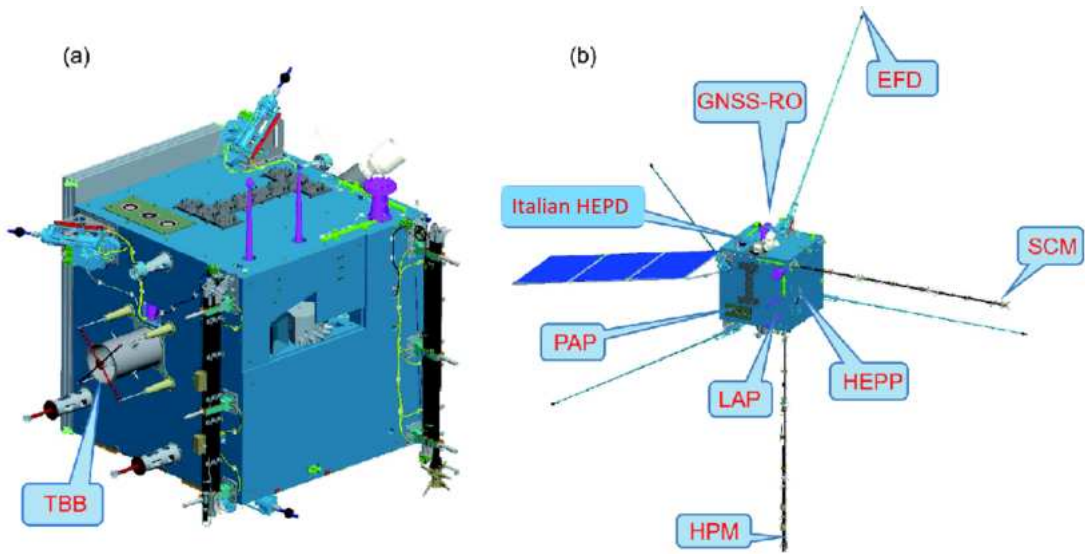 (a)
TBB
(b)
EFD
GNSS-RO
Italian HEPD
SCM
PAP
LAP
HEPP
HPM